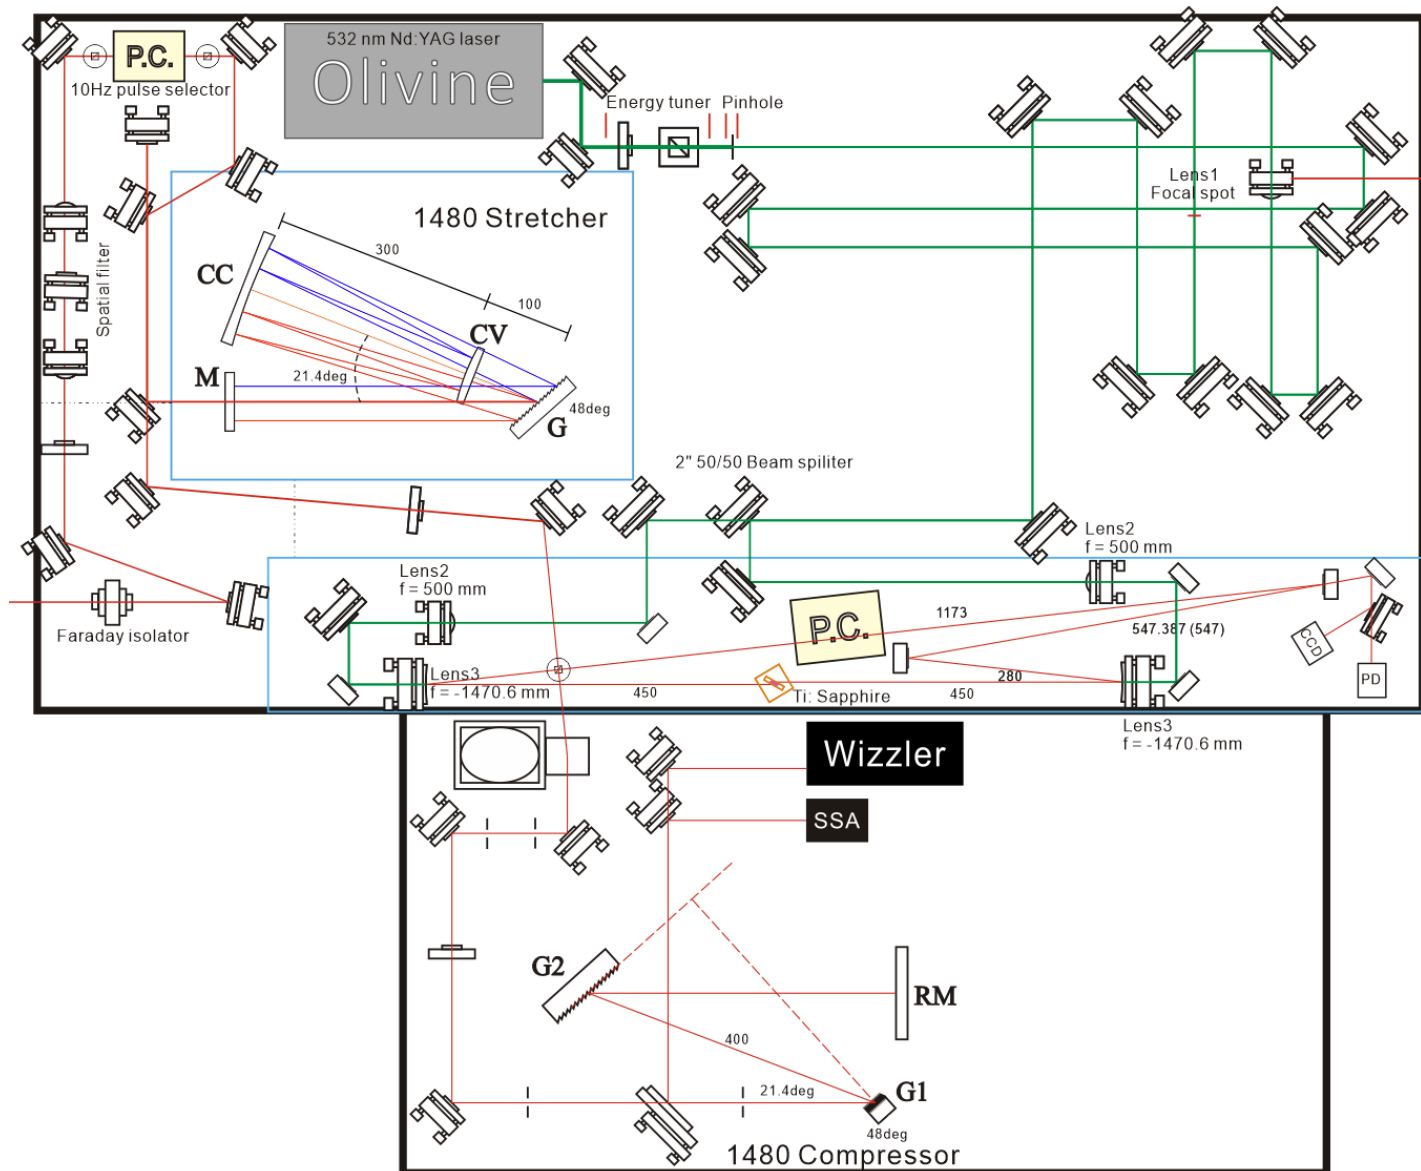 532 nm Nd:YAG laser
Olivine
P.C.
10Hz pulse selector
Energy tuner
Pinhole
Lens1
Focal spot
1480 Stretcher
300
100
CC
CV
M
21.4deg
G
48deg
Spatial filter
2" 50/50 Beam spiliter
Lens2
f = 500 mm
Lens2
f = 500 mm
Faraday isolator
P.C.
1173
547.387 (547)
CCD
PD
Lens3
f = -1470.6 mm
450
Ti: Sapphire
450
280
Lens3
f = -1470.6 mm
Wizzler
SSA
G2
RM
400
21.4deg
G1
48deg
1480 Compressor